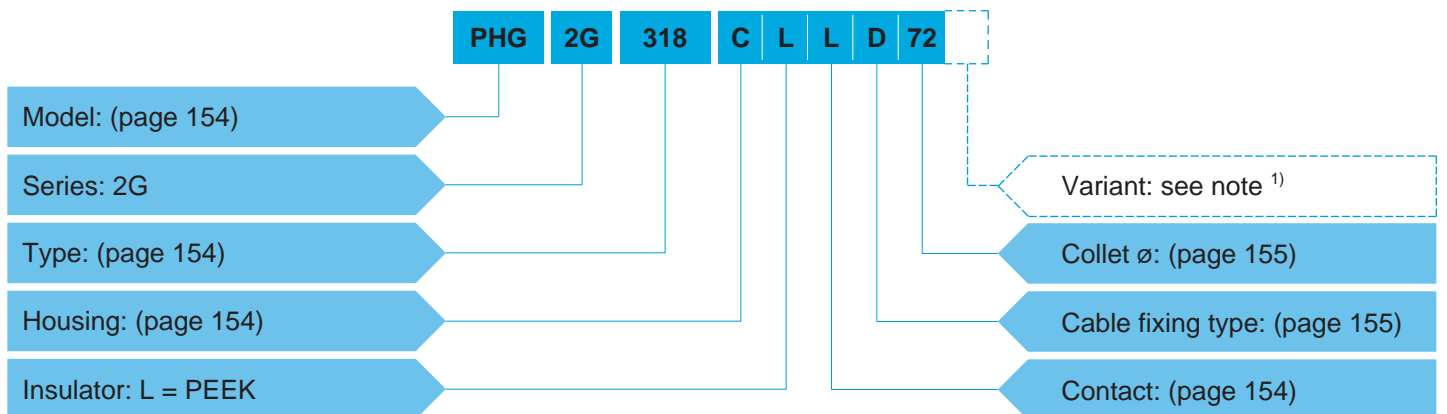 PHG 2G 318 C L L D 72
Model: (page 154)
Series: 2G
Variant: see note 1)
Type: (page 154)
Collet ø: (page 155)
Housing: (page 154)
Cable fixing type: (page 155)
Insulator: L = PEEK
Contact: (page 154)